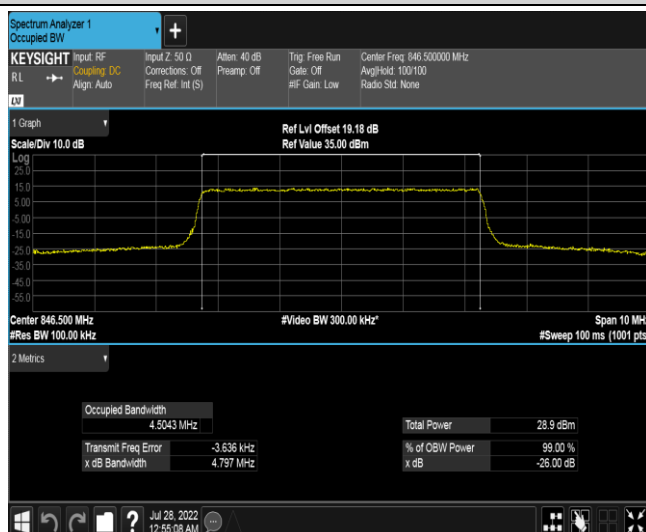 Spectrum Analyzer 1
Occupied BW
+
KEYSIGHT Input: RF Input Z: 50 Ω Atten: 40 dB Trig: Free Run Center Freq: 846.500000 MHz
RL Coupling: DC Corrections: Off Preamp: Off Gate: Off Avg|Hold: 100/100
Align: Auto Freq Ref: Int (S) #IF Gain: Low Radio Std: None
LXI
1 Graph
Ref Lvl Offset 19.18 dB
Scale/Div 10.0 dB Ref Value 35.00 dBm
Log
25.0
15.0
5.00
-5.00
-15.0
-25.0
-35.0
-45.0
-55.0
Center 846.500 MHz #Video BW 300.00 kHz* Span 10 MH
#Res BW 100.00 kHz #Sweep 100 ms (1001 pts
2 Metrics
Occupied Bandwidth
4.5043 MHz Total Power 28.9 dBm
Transmit Freq Error -3.636 kHz % of OBW Power 99.00 %
x dB Bandwidth 4.797 MHz x dB -26.00 dB
? Jul 28, 2022
12:55:08 AM